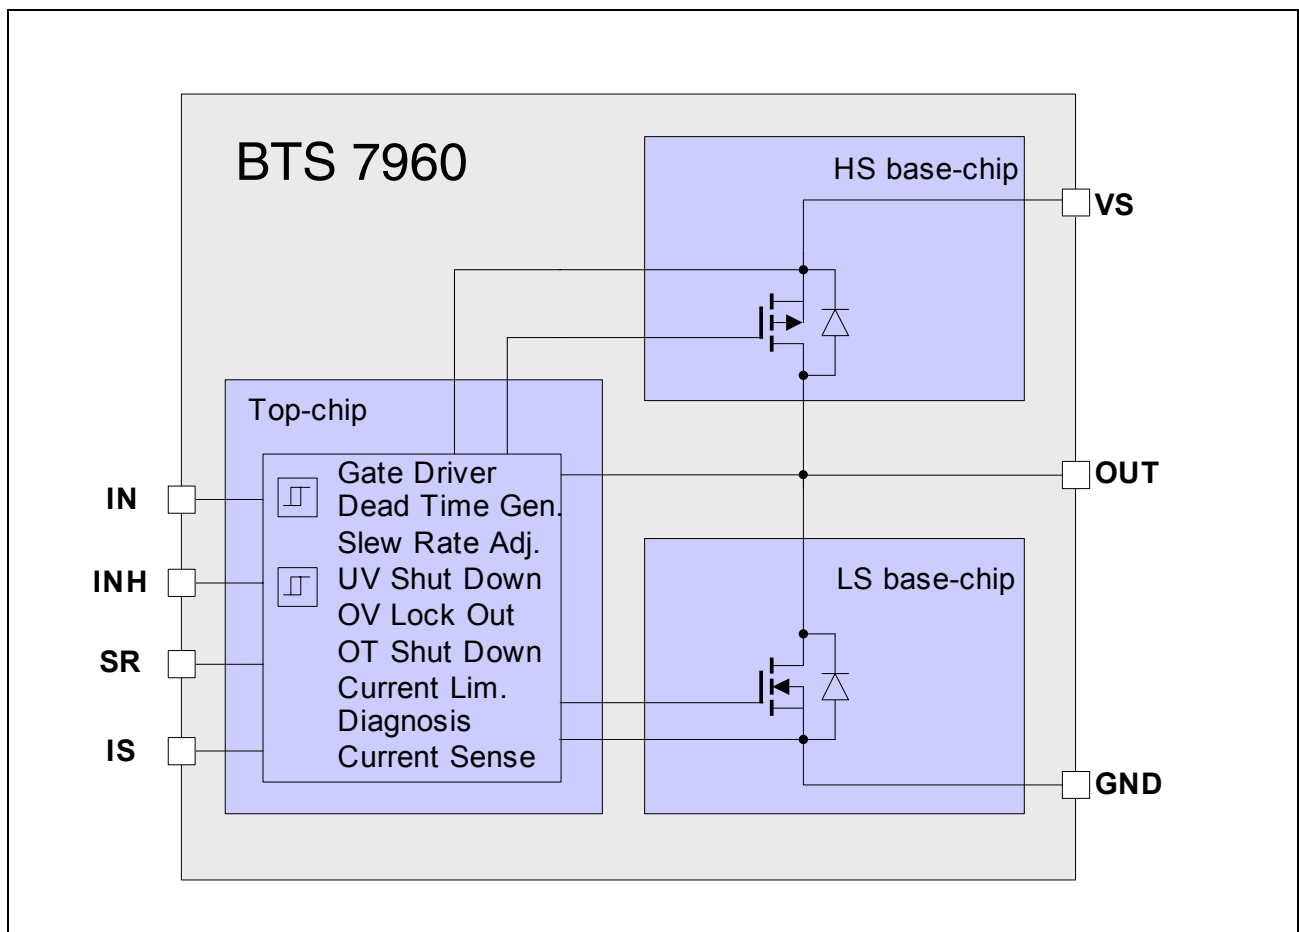 BTS 7960
HS base-chip
VS
Top-chip
Gate Driver
Dead Time Gen.
Slew Rate Adj.
UV Shut Down
OV Lock Out
OT Shut Down
Current Lim.
Diagnosis
Current Sense
IN
INH
SR
IS
OUT
LS base-chip
GND